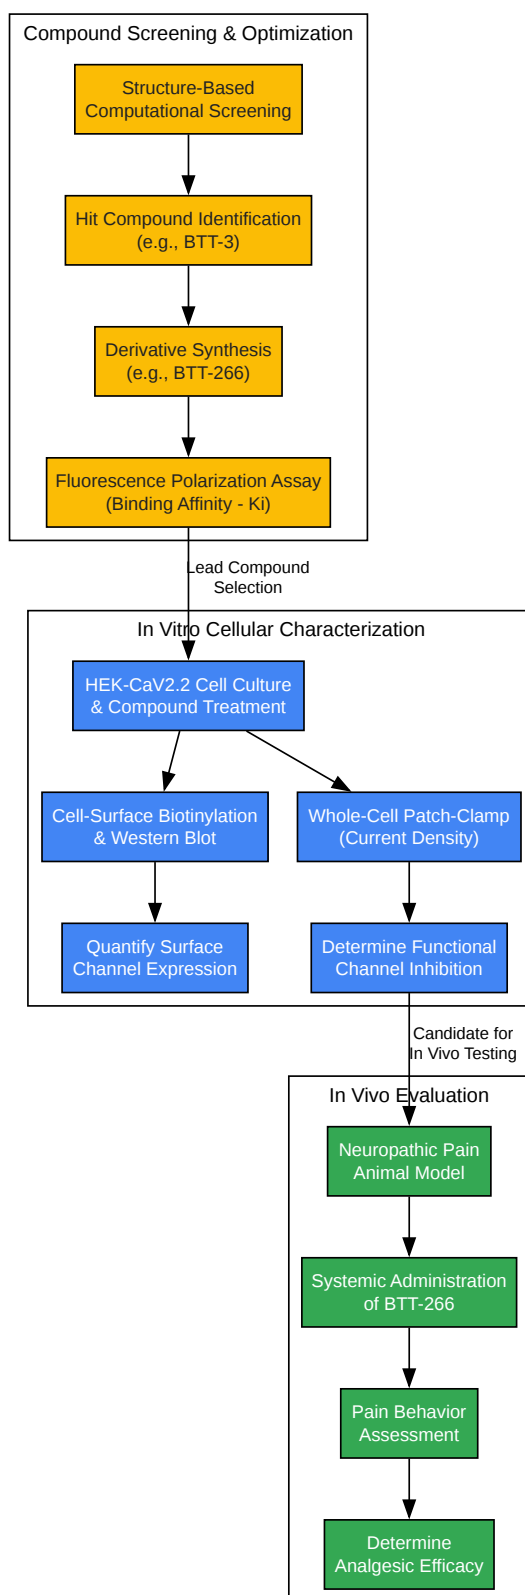 Compound Screening & Optimization
Structure-Based
Computational Screening
Hit Compound Identification
(e.g., BTT-3)
Derivative Synthesis
(e.g., BTT-266)
Fluorescence Polarization Assay
(Binding Affinity - Ki)
Lead Compound
Selection
In Vitro Cellular Characterization
HEK-CaV2.2 Cell Culture
& Compound Treatment
Cell-Surface Biotinylation
& Western Blot
Whole-Cell Patch-Clamp
(Current Density)
Quantify Surface
Channel Expression
Determine Functional
Channel Inhibition
Candidate for
In Vivo Testing
In Vivo Evaluation
Neuropathic Pain
Animal Model
Systemic Administration
of BTT-266
Pain Behavior
Assessment
Determine
Analgesic Efficacy